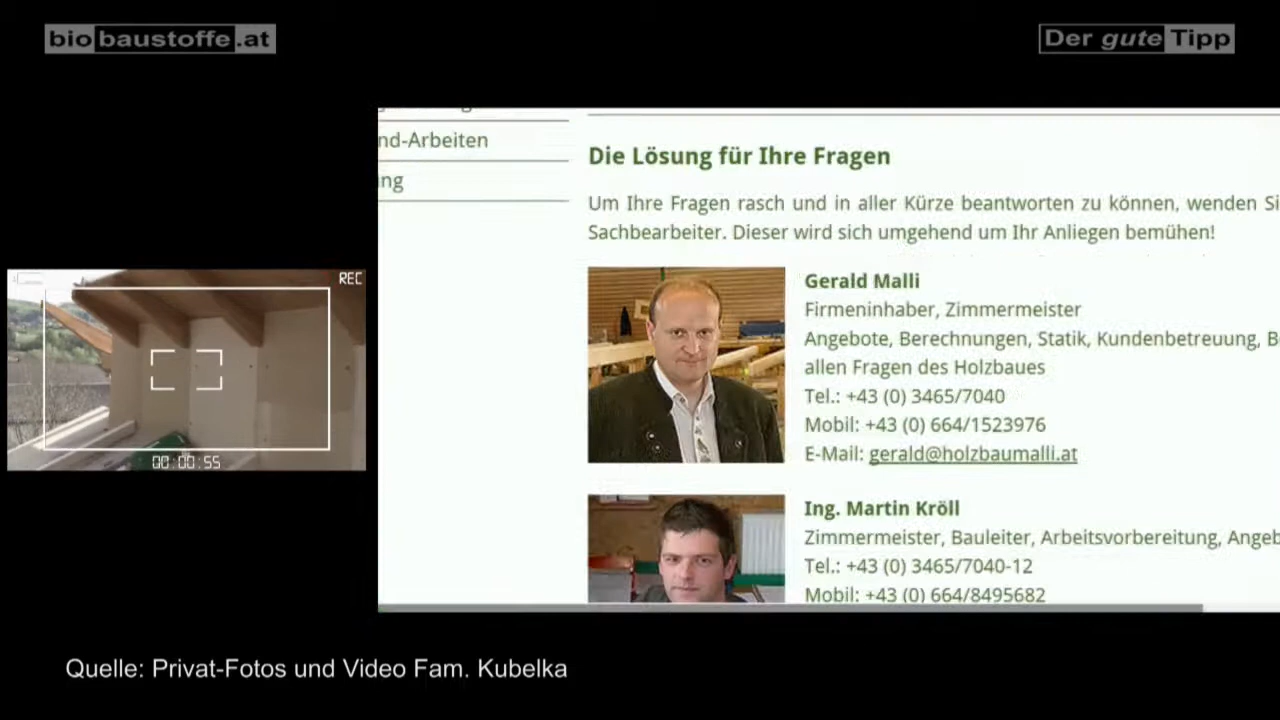 biobaustoffe.at
Der gute Tipp
nd-Arbeiten
ng
Die Lösung für Ihre Fragen
Um Ihre Fragen rasch und in aller Kürze beantworten zu können, wenden Si
Sachbearbeiter. Dieser wird sich umgehend um Ihr Anliegen bemühen!
REC
00:00:55
Gerald Malli
Firmeninhaber, Zimmermeister
Angebote, Berechnungen, Statik, Kundenbetreuung, B
allen Fragen des Holzbaues
Tel.: +43 (0) 3465/7040
Mobil: +43 (0) 664/1523976
E-Mail: gerald@holzbaumalli.at
Ing. Martin Kröll
Zimmermeister, Bauleiter, Arbeitsvorbereitung, Angeb
Tel.: +43 (0) 3465/7040-12
Mobil: +43 (0) 664/8495682
Quelle: Privat-Fotos und Video Fam. Kubelka